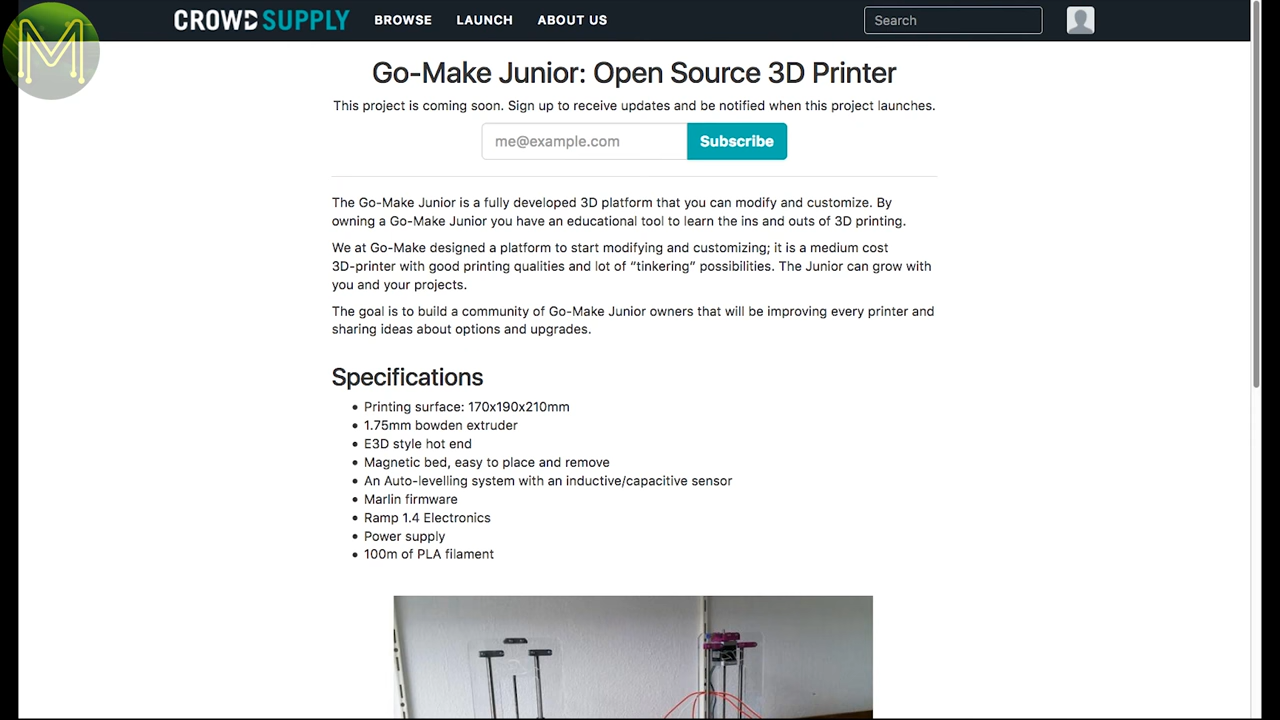 CROWD SUPPLY BROWSE LAUNCH ABOUT US Search
M
Go-Make Junior: Open Source 3D Printer
This project is coming soon. Sign up to receive updates and be notified when this project launches.
me@example.com Subscribe
The Go-Make Junior is a fully developed 3D platform that you can modify and customize. By
owning a Go-Make Junior you have an educational tool to learn the ins and outs of 3D printing.
We at Go-Make designed a platform to start modifying and customizing; it is a medium cost
3D-printer with good printing qualities and lot of “tinkering” possibilities. The Junior can grow with
you and your projects.
The goal is to build a community of Go-Make Junior owners that will be improving every printer and
sharing ideas about options and upgrades.
Specifications
• Printing surface: 170x190x210mm
• 1.75mm bowden extruder
• E3D style hot end
• Magnetic bed, easy to place and remove
• An Auto-levelling system with an inductive/capacitive sensor
• Marlin firmware
• Ramp 1.4 Electronics
• Power supply
• 100m of PLA filament